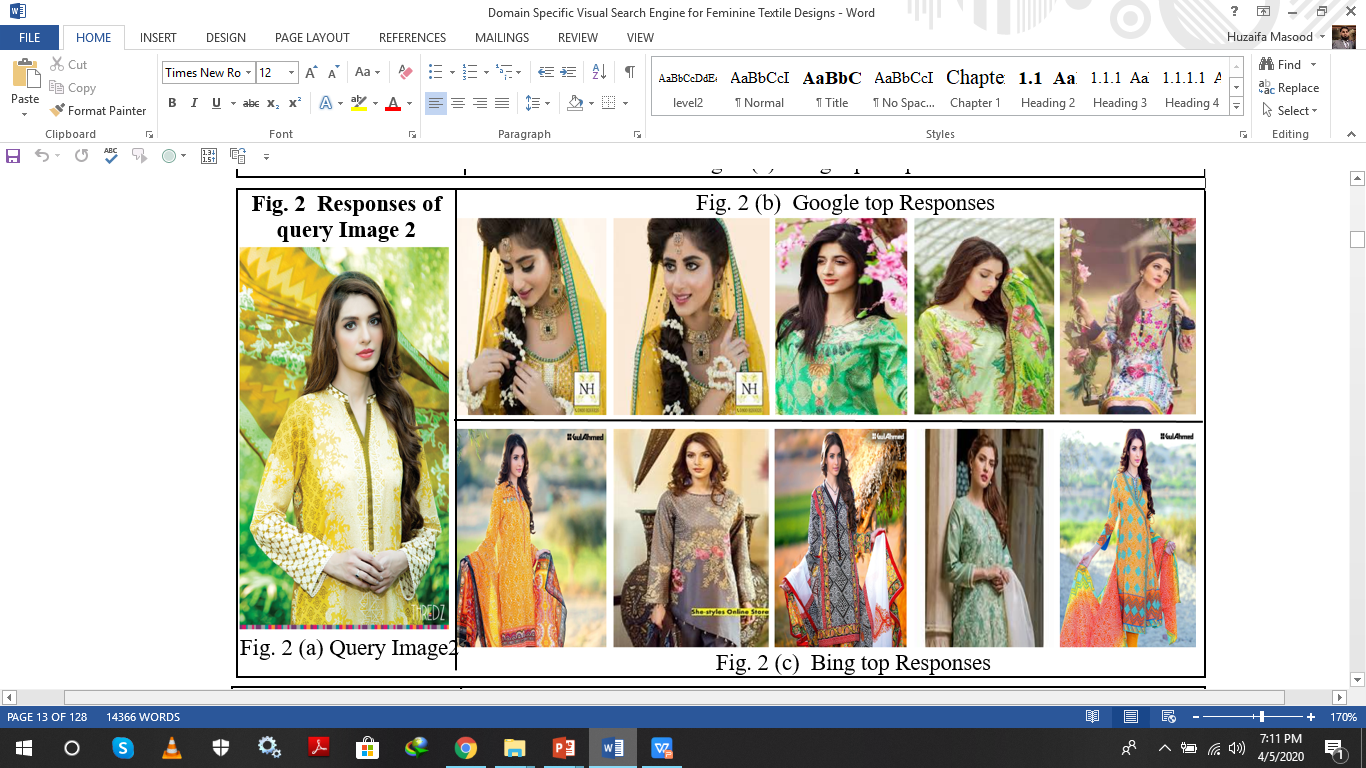 Domain Specific Visual Search Engine for Feminine Textile Designs - Word
FILE HOME INSERT DESIGN PAGE LAYOUT REFERENCES MAILINGS REVIEW VIEW
Huzaifa Masood
Paste
Cut
Copy
Format Painter
Clipboard
Times New Ro 12
Font
Paragraph
AaBbCcDdE AaBbCcI AaBbC AaBbCcI Chapte 1.1 Aa 1.1.1 Aa 1.1.1.1 A
level2 ¶ Normal ¶ Title ¶ No Spac... Chapter 1 Heading 2 Heading 3 Heading 4
Styles
Find
Replace
Select
Editing
Fig. 2 Responses of
query Image 2
THREDZ
Fig. 2 (a) Query Image2
Fig. 2 (b) Google top Responses
NH
NH
GulAhmed
She-styles Online Store
GulAhmed
GulAhmed
Fig. 2 (c) Bing top Responses
PAGE 13 OF 128 14366 WORDS
170%
7:11 PM
4/5/2020